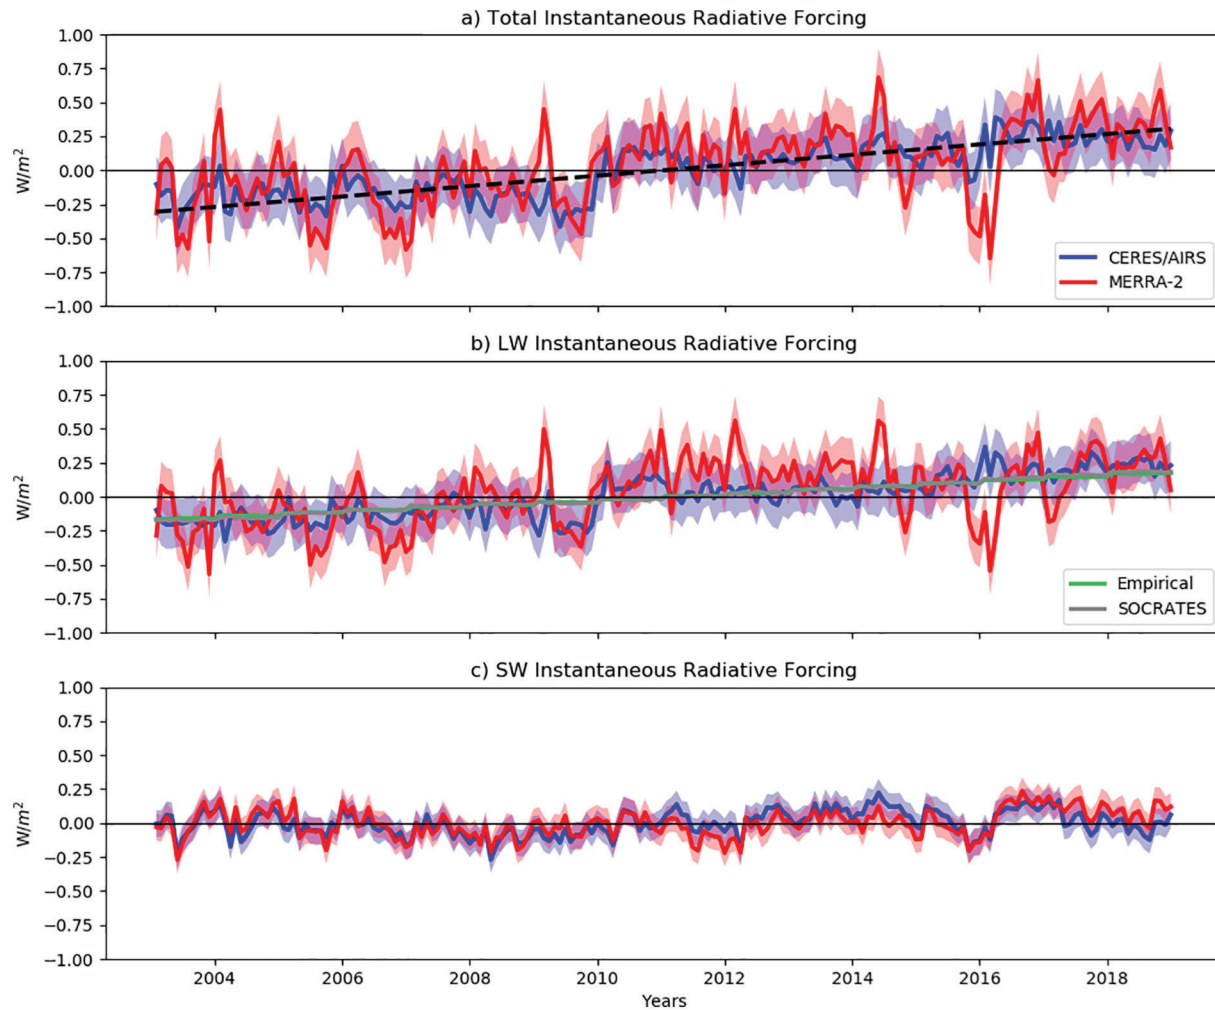 a) Total Instantaneous Radiative Forcing
1.00
0.75
0.50
0.25
0.00
−0.25
−0.50
−0.75
−1.00
W/m²
CERES/AIRS
MERRA-2
b) LW Instantaneous Radiative Forcing
1.00
0.75
0.50
0.25
0.00
−0.25
−0.50
−0.75
−1.00
W/m²
Empirical
SOCRATES
c) SW Instantaneous Radiative Forcing
1.00
0.75
0.50
0.25
0.00
−0.25
−0.50
−0.75
−1.00
W/m²
2004 2006 2008 2010 2012 2014 2016 2018
Years